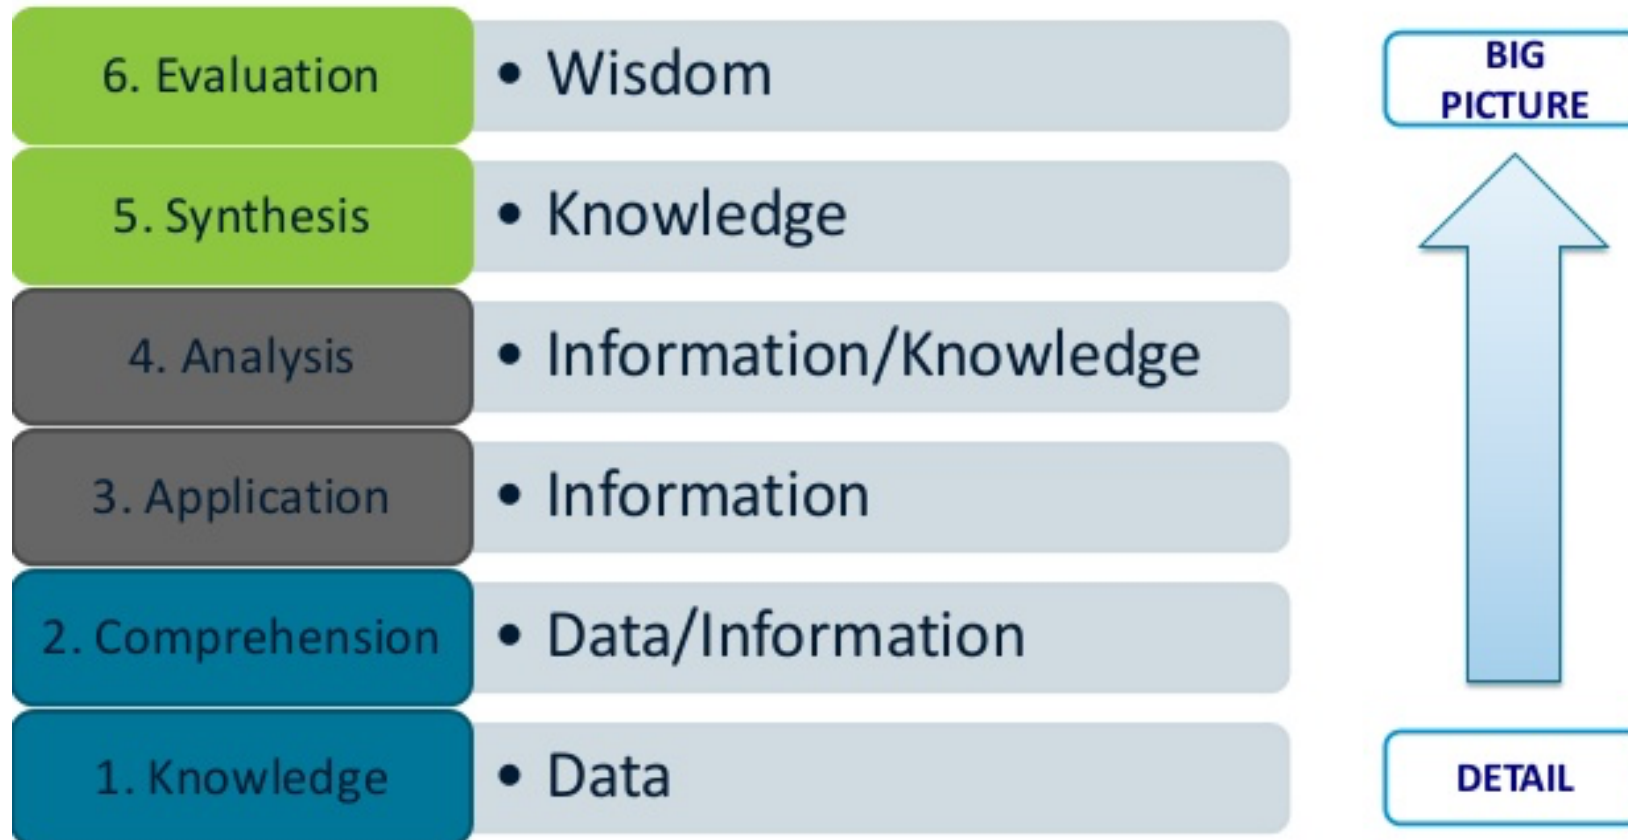 6. Evaluation
• Wisdom
BIG
PICTURE
5. Synthesis
• Knowledge
4. Analysis
• Information/Knowledge
3. Application
• Information
2. Comprehension
• Data/Information
1. Knowledge
• Data
DETAIL